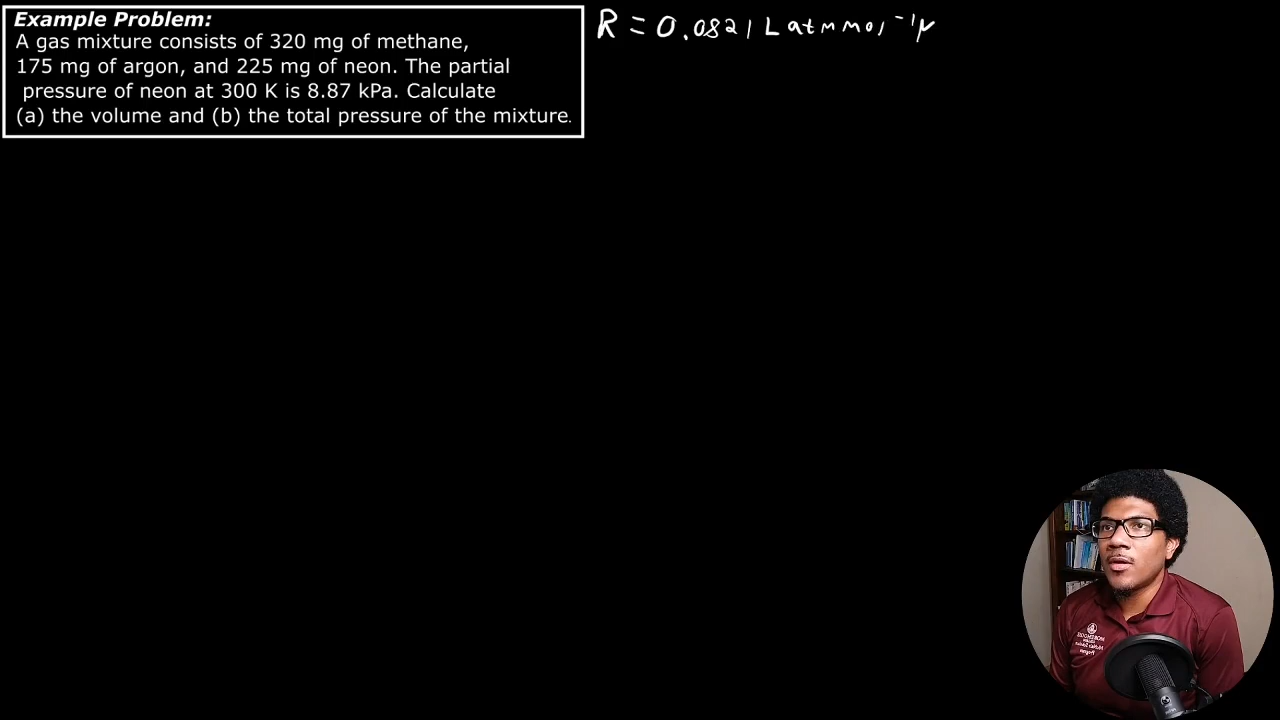 Example Problem:
A gas mixture consists of 320 mg of methane,
175 mg of argon, and 225 mg of neon. The partial
pressure of neon at 300 K is 8.87 kPa. Calculate
(a) the volume and (b) the total pressure of the mixture.
R = 0.0821 L atm mol⁻¹